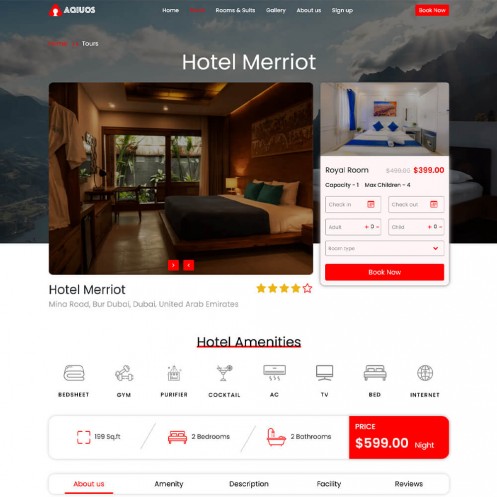 AQIUOS
Home Rooms & Suits Gallery About us Sign up Book Now
Tours
Hotel Merriot
Royal Room $499.00 $399.00
Capacity - 1 Max Children - 4
Check in Check out
Adult + 0 - Child + 0 -
Room type
Book Now
Hotel Merriot
Mina Road, Bur Dubai, Dubai, United Arab Emirates
Hotel Amenities
BEDSHEET GYM PURIFIER COCKTAIL AC TV BED INTERNET
199 Sq.ft 2 Bedrooms 2 Bathrooms
PRICE
$599.00 Night
About us Amenity Description Facility Reviews